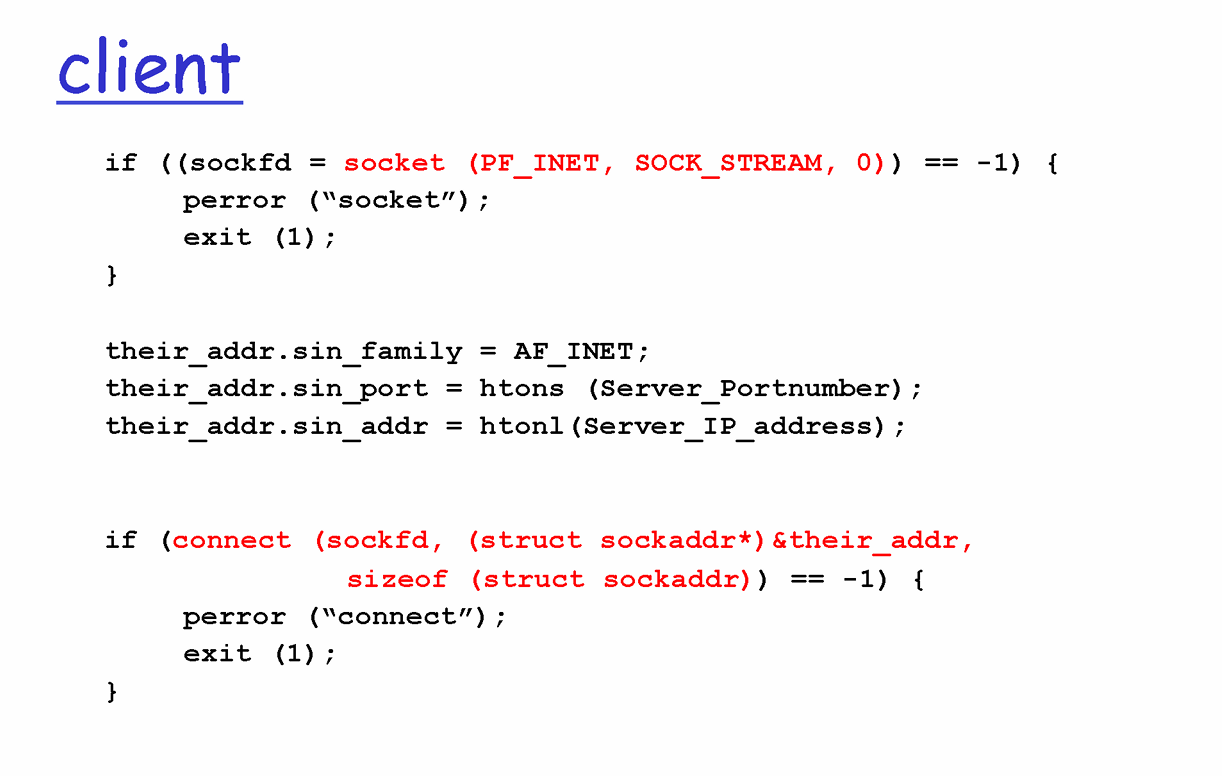 client
if ((sockfd = socket (PF_INET, SOCK_STREAM, 0)) == -1) {
perror (“socket”);
exit (1);
}
their_addr.sin_family = AF_INET;
their_addr.sin_port = htons (Server_Portnumber);
their_addr.sin_addr = htonl(Server_IP_address);
if (connect (sockfd, (struct sockaddr*)&their_addr,
sizeof (struct sockaddr)) == -1) {
perror (“connect”);
exit (1);
}